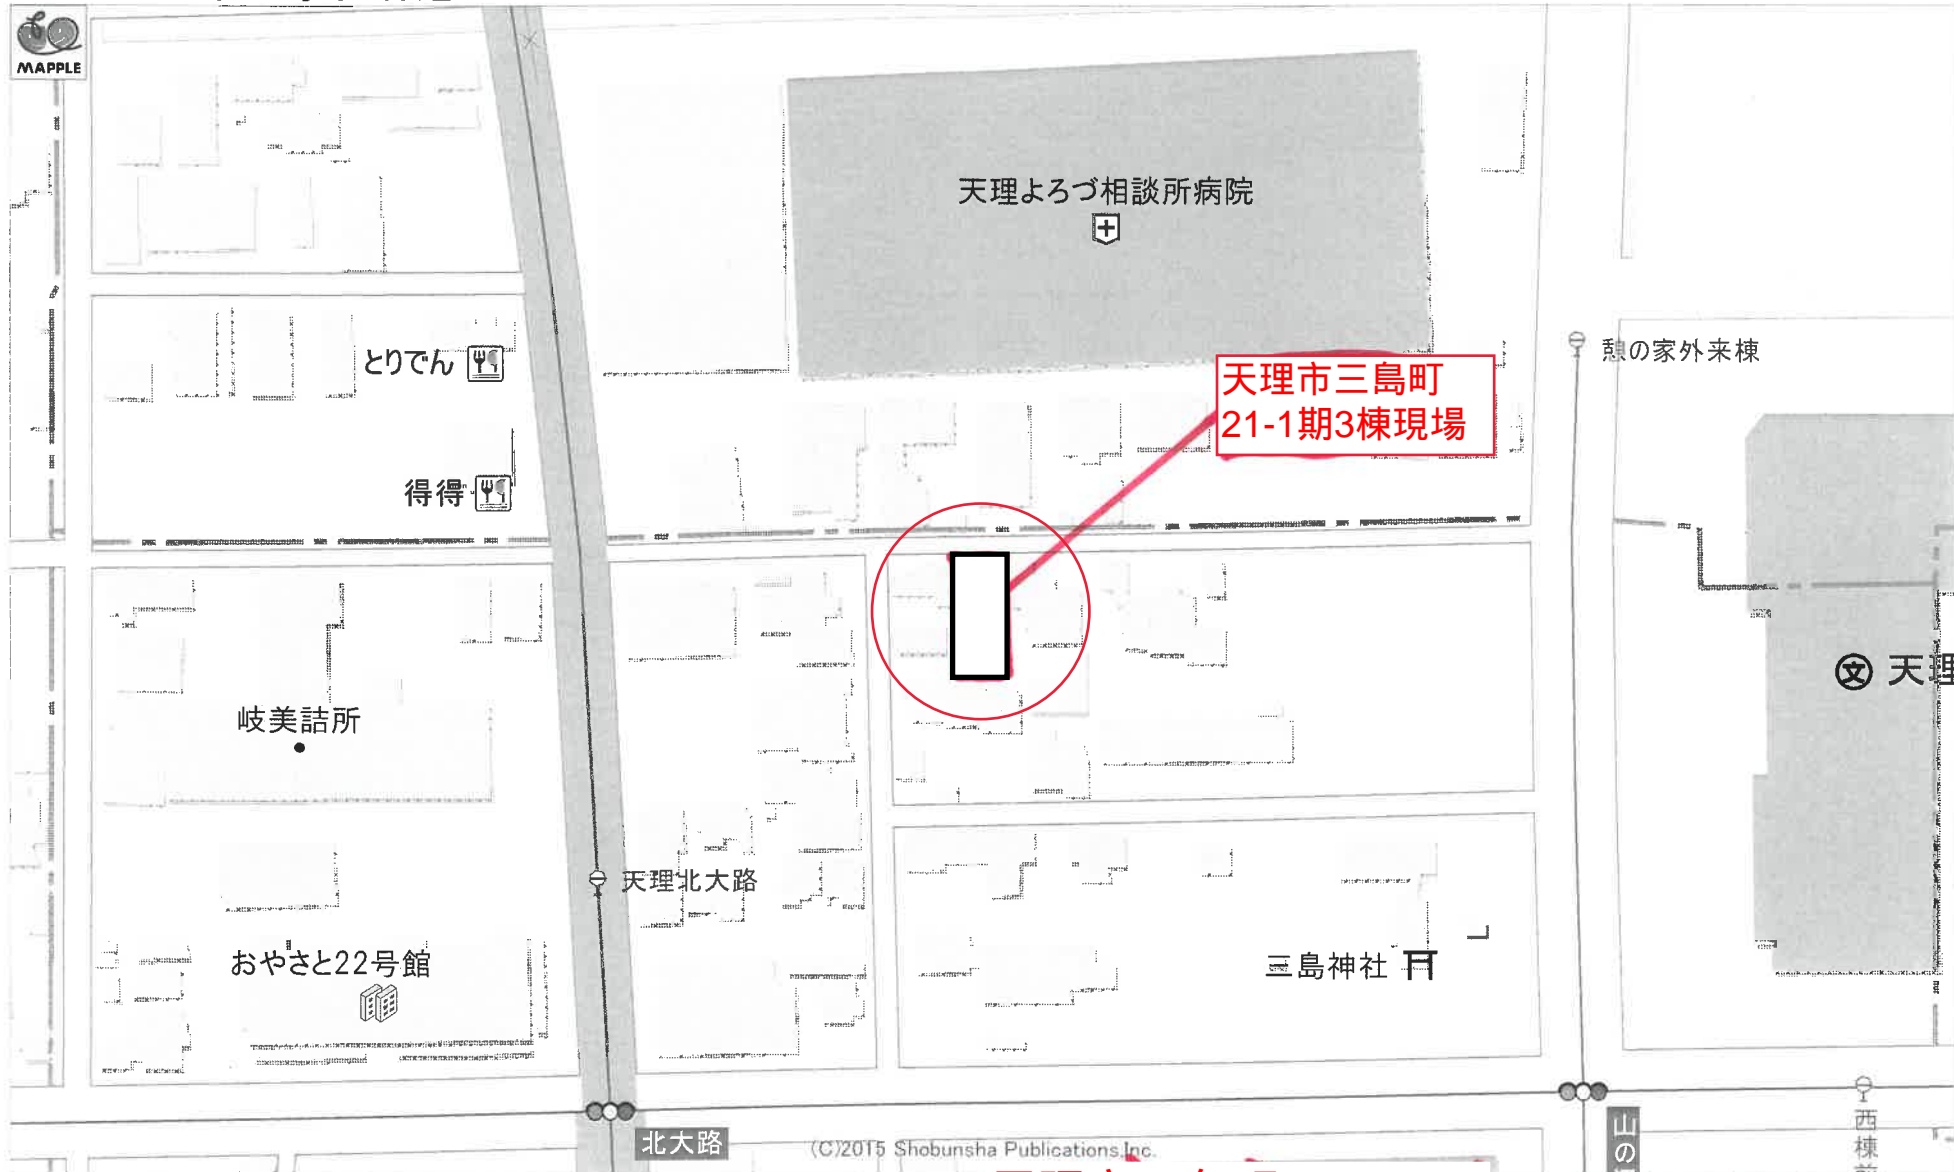 MAPPLE
天理よろづ相談所病院
とりでん
憩の家外来棟
天理市三島町
21-1期3棟現場
得得
天理
岐美詰所
天理北大路
おやさと22号館
三島神社
北大路
(C)2015 Shobunsha Publications,Inc.
山の
西棟